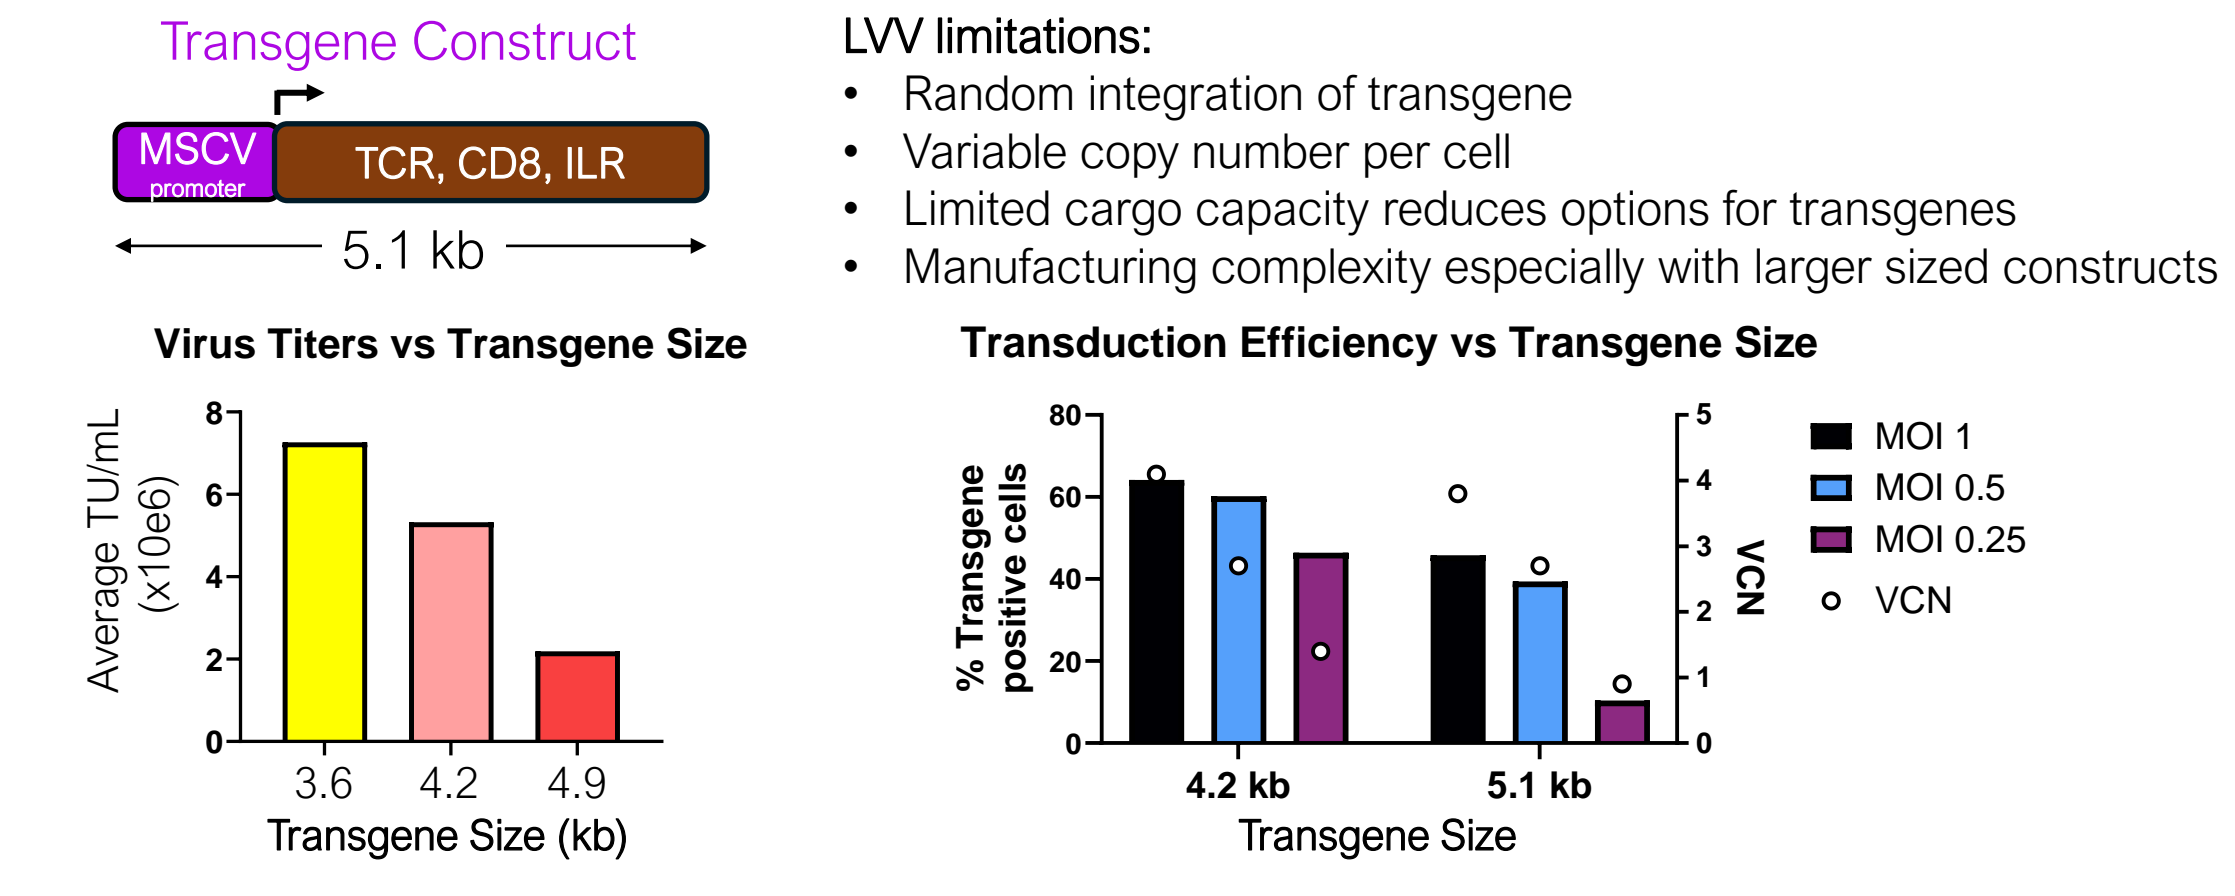 Transgene Construct
MSCV
promoter
TCR, CD8, ILR
5.1 kb
LVV limitations:
• Random integration of transgene
• Variable copy number per cell
• Limited cargo capacity reduces options for transgenes
• Manufacturing complexity especially with larger sized constructs
Virus Titers vs Transgene Size
Average TU/mL
(x10e6)
8
6
4
2
0
3.6 4.2 4.9
Transgene Size (kb)
Transduction Efficiency vs Transgene Size
% Transgene
positive cells
80
60
40
20
0
5
4
3
2
1
0
VCN
4.2 kb 5.1 kb
Transgene Size
MOI 1
MOI 0.5
MOI 0.25
VCN